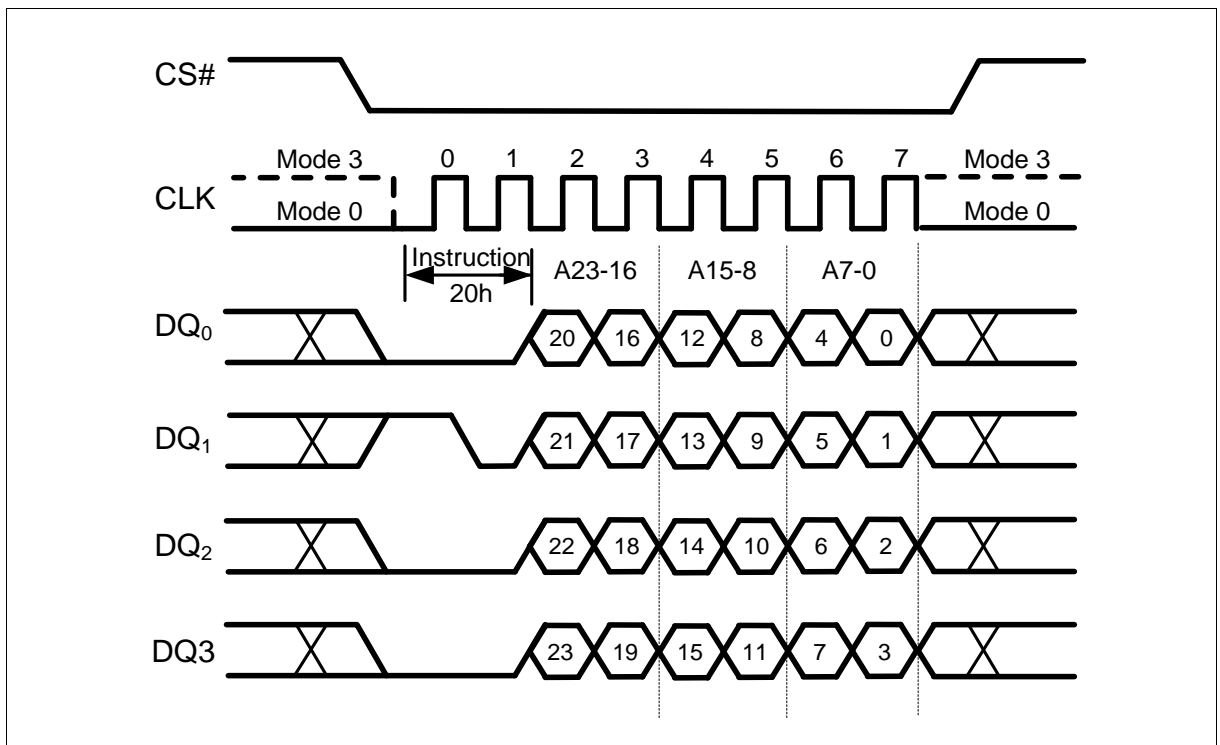 CS#
Mode 3 0 1 2 3 4 5 6 7 Mode 3
CLK
Mode 0 Mode 0
Instruction A23-16 A15-8 A7-0
20h
DQ0 20 16 12 8 4 0
DQ1 21 17 13 9 5 1
DQ2 22 18 14 10 6 2
DQ3 23 19 15 11 7 3